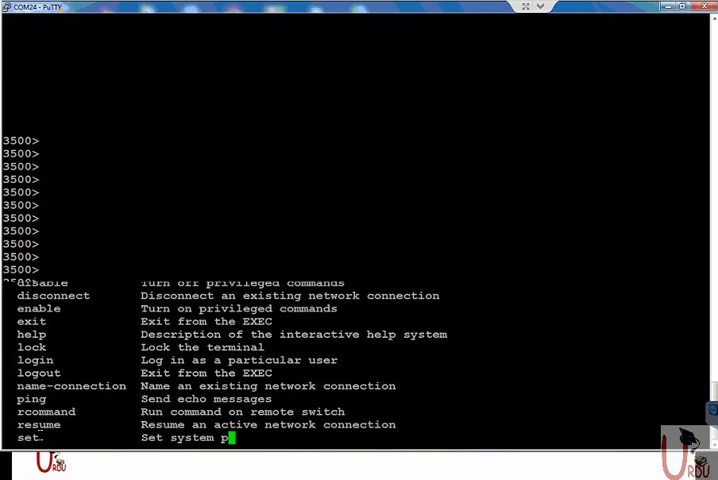 COM24 - PuTTY
3500>
3500>
3500>
3500>
3500>
3500>
3500>
3500>
3500>
3500>
3500>
3500>
disable Turn off privileged commands
disconnect Disconnect an existing network connection
enable Turn on privileged commands
exit Exit from the EXEC
help Description of the interactive help system
lock Lock the terminal
login Log in as a particular user
logout Exit from the EXEC
name-connection Name an existing network connection
ping Send echo messages
rcommand Run command on remote switch
resume Resume an active network connection
set Set system p
URDU
URDU